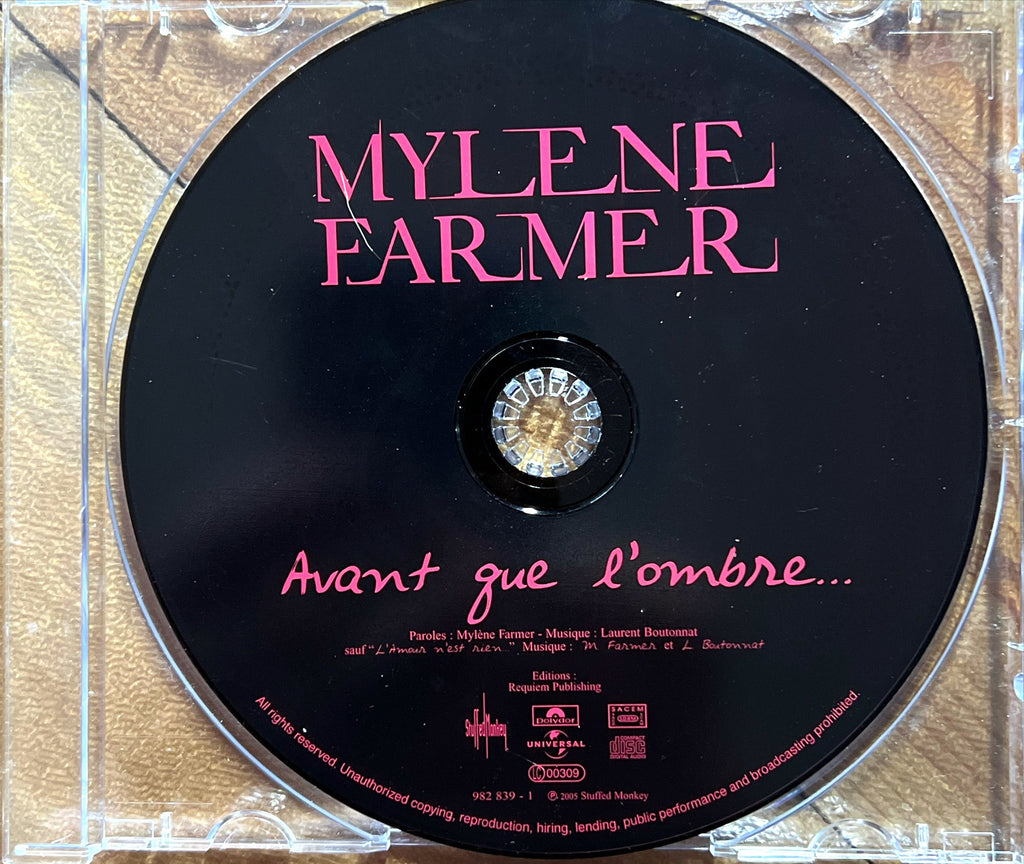 MYLENE
FARMER
Avant que l'ombre...
Paroles : Mylène Farmer - Musique : Laurent Boutonnat
sauf “L'Amour n'est rien...” Musique : M Farmer et L Boutonnat
Editions :
Requiem Publishing
Stuffed Monkey
Polydor
SACEM
UNIVERSAL
COMPACT
disc
DIGITAL AUDIO
LC 00309
982 839 - 1 ℗ 2005 Stuffed Monkey
All rights reserved. Unauthorized copying, reproduction, hiring, lending, public performance and broadcasting prohibited.